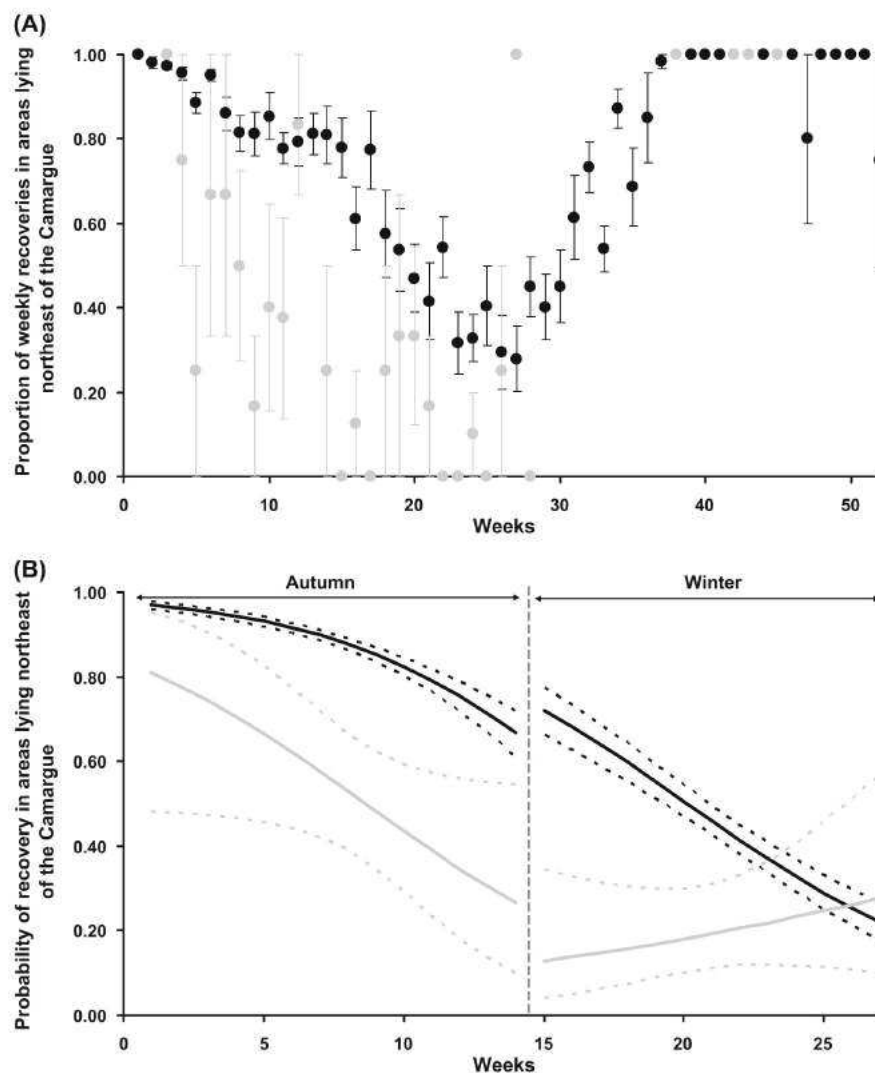 (A)
Proportion of weekly recoveries in areas lying
northeast of the Camargue
1.00
0.80
0.60
0.40
0.20
0.00
0 10 20 30 40 50
Weeks
(B)
Probability of recovery in areas lying northeast
of the Camargue
Autumn Winter
1.00
0.80
0.60
0.40
0.20
0.00
0 5 10 15 20 25
Weeks